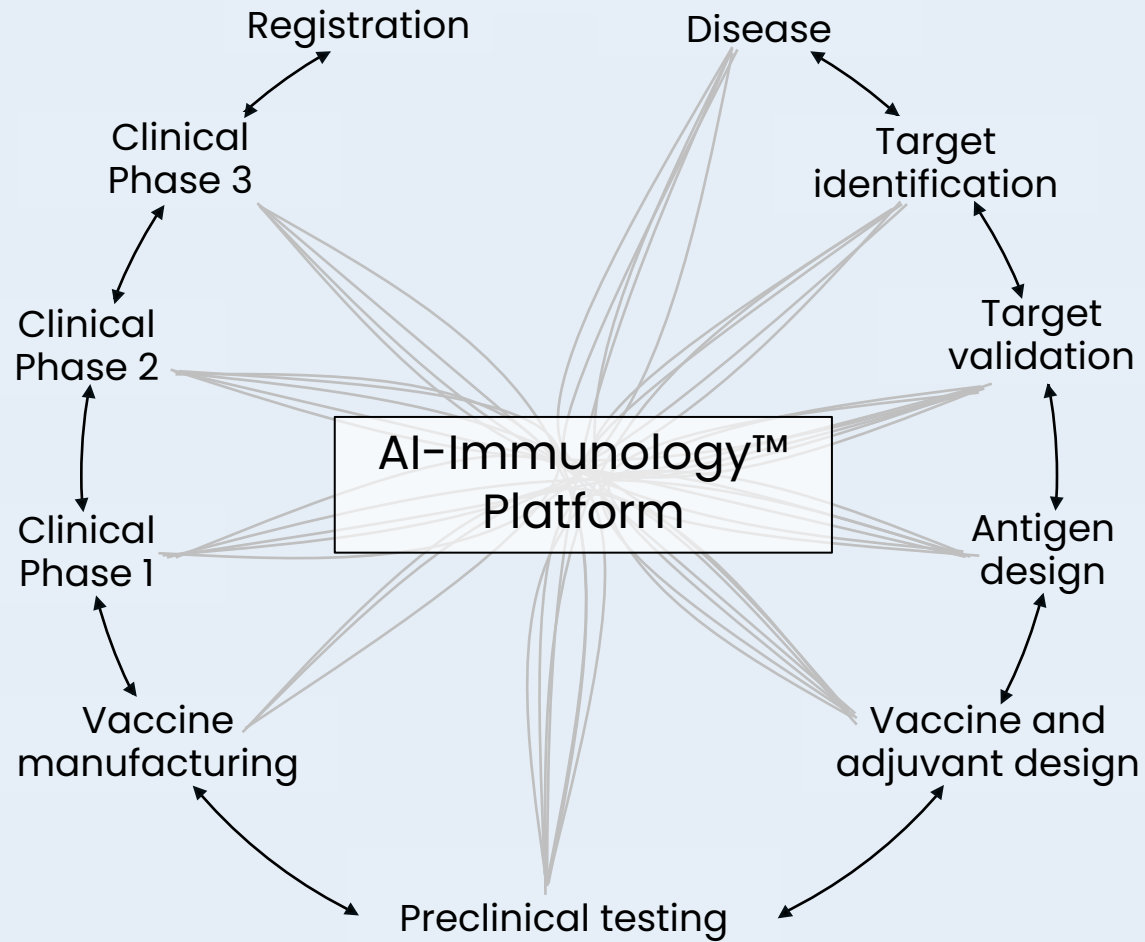 Registration
Disease
Clinical
Phase 3
Target
identification
Clinical
Phase 2
Target
validation
AI-Immunology™
Platform
Clinical
Phase 1
Antigen
design
Vaccine
manufacturing
Vaccine and
adjuvant design
Preclinical testing